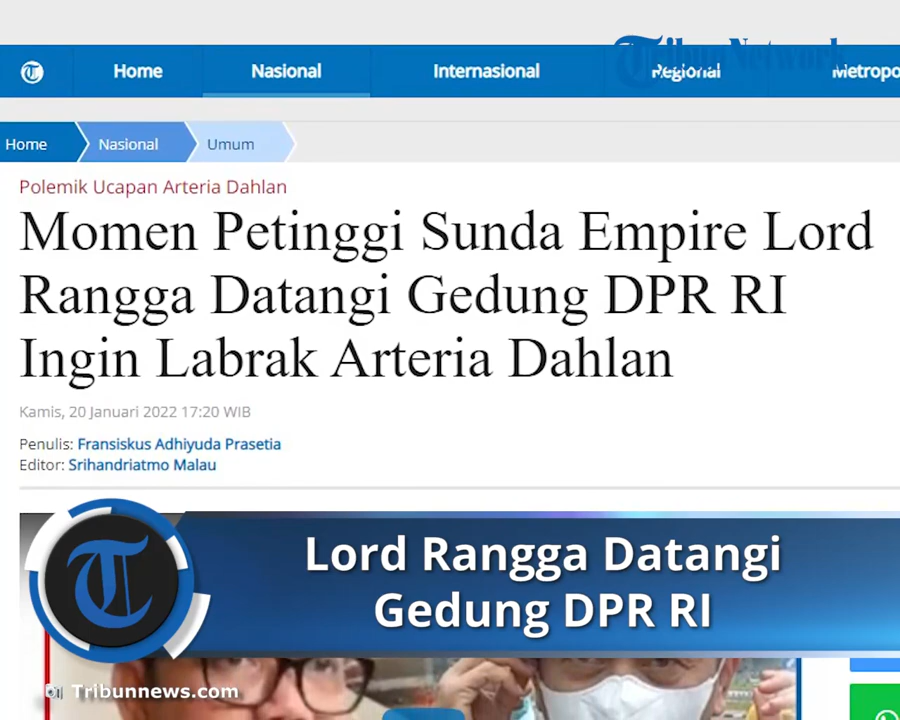 Tribun Network
Home Nasional Internasional Regional Metropo
Home Nasional Umum
Polemik Ucapan Arteria Dahlan
Momen Petinggi Sunda Empire Lord
Rangga Datangi Gedung DPR RI
Ingin Labrak Arteria Dahlan
Kamis, 20 Januari 2022 17:20 WIB
Penulis: Fransiskus Adhiyuda Prasetia
Editor: Srihandriatmo Malau
Lord Rangga Datangi
Gedung DPR RI
Tribunnews.com